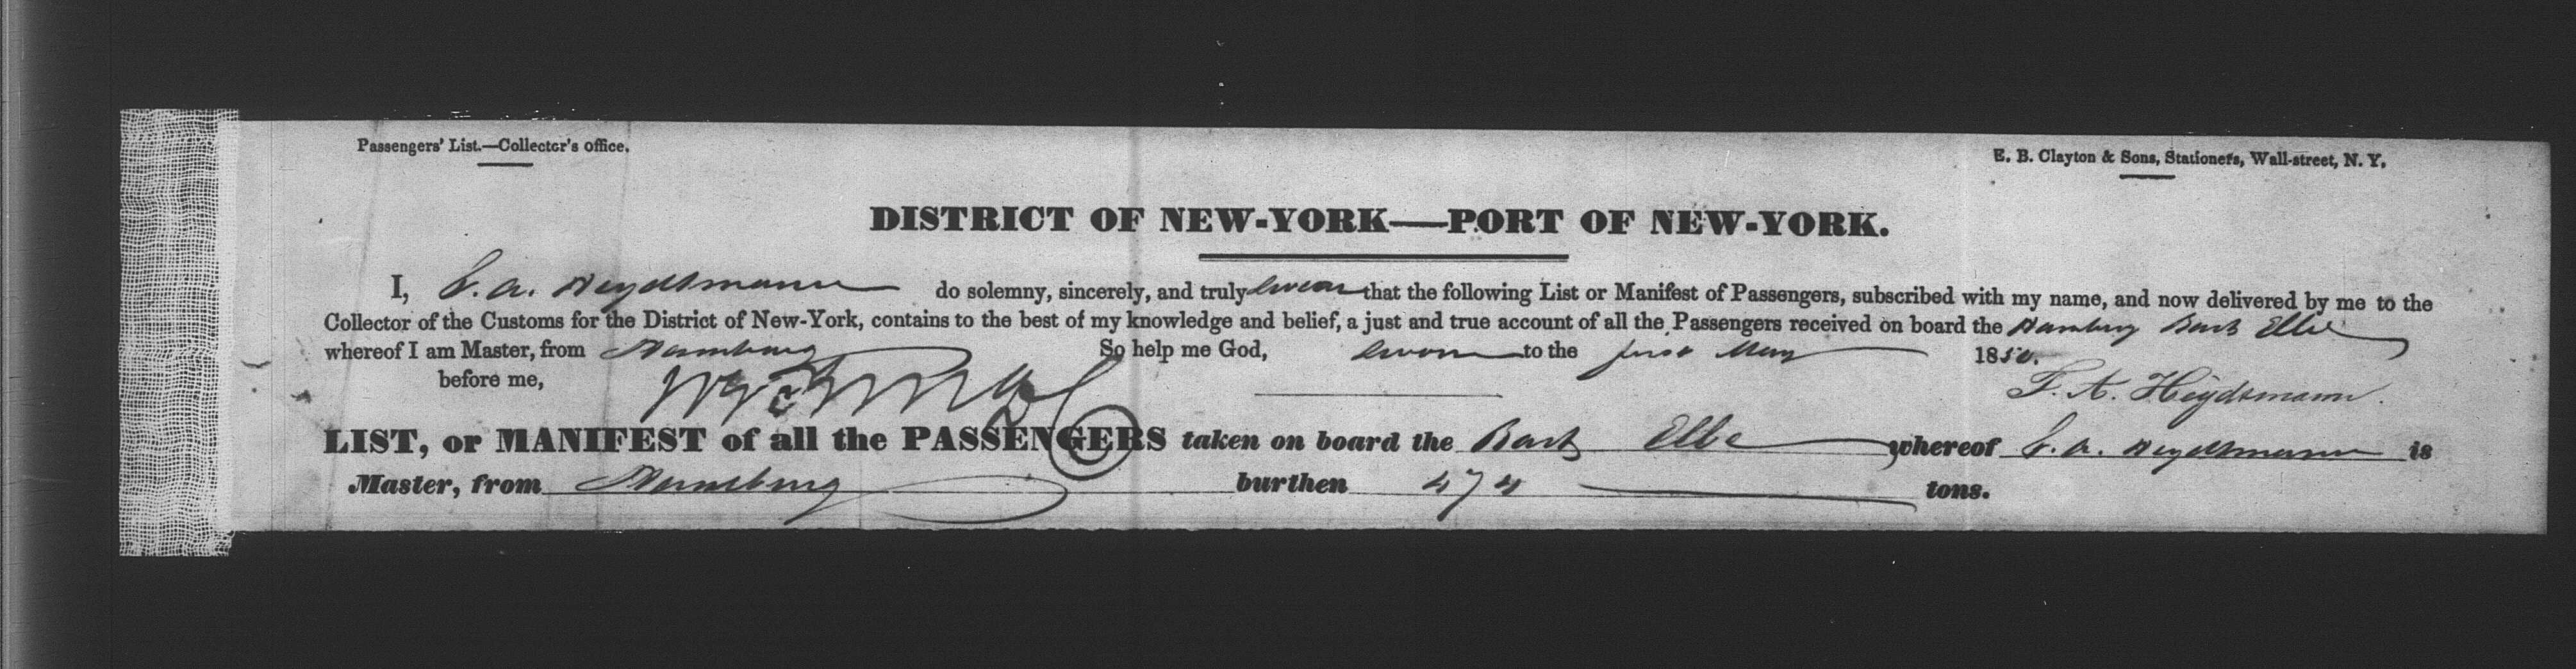 Passengers' List.—Collector's office.
E. B. Clayton & Sons, Stationers, Wall-street, N. Y.
DISTRICT OF NEW-YORK—PORT OF NEW-YORK.
I, F. A. Heydtmann do solemny, sincerely, and truly swear that the following List or Manifest of Passengers, subscribed with my name, and now delivered by me to the
Collector of the Customs for the District of New-York, contains to the best of my knowledge and belief, a just and true account of all the Passengers received on board the Hamburg Bark Elbe
whereof I am Master, from Hamburg So help me God, sworn to the first May 1850.
before me, F. A. Heydtmann.
LIST, or MANIFEST of all the PASSENGERS taken on board the Bark Elbe whereof F. A. Heydtmann is
Master, from Hamburg burthen 474 tons.